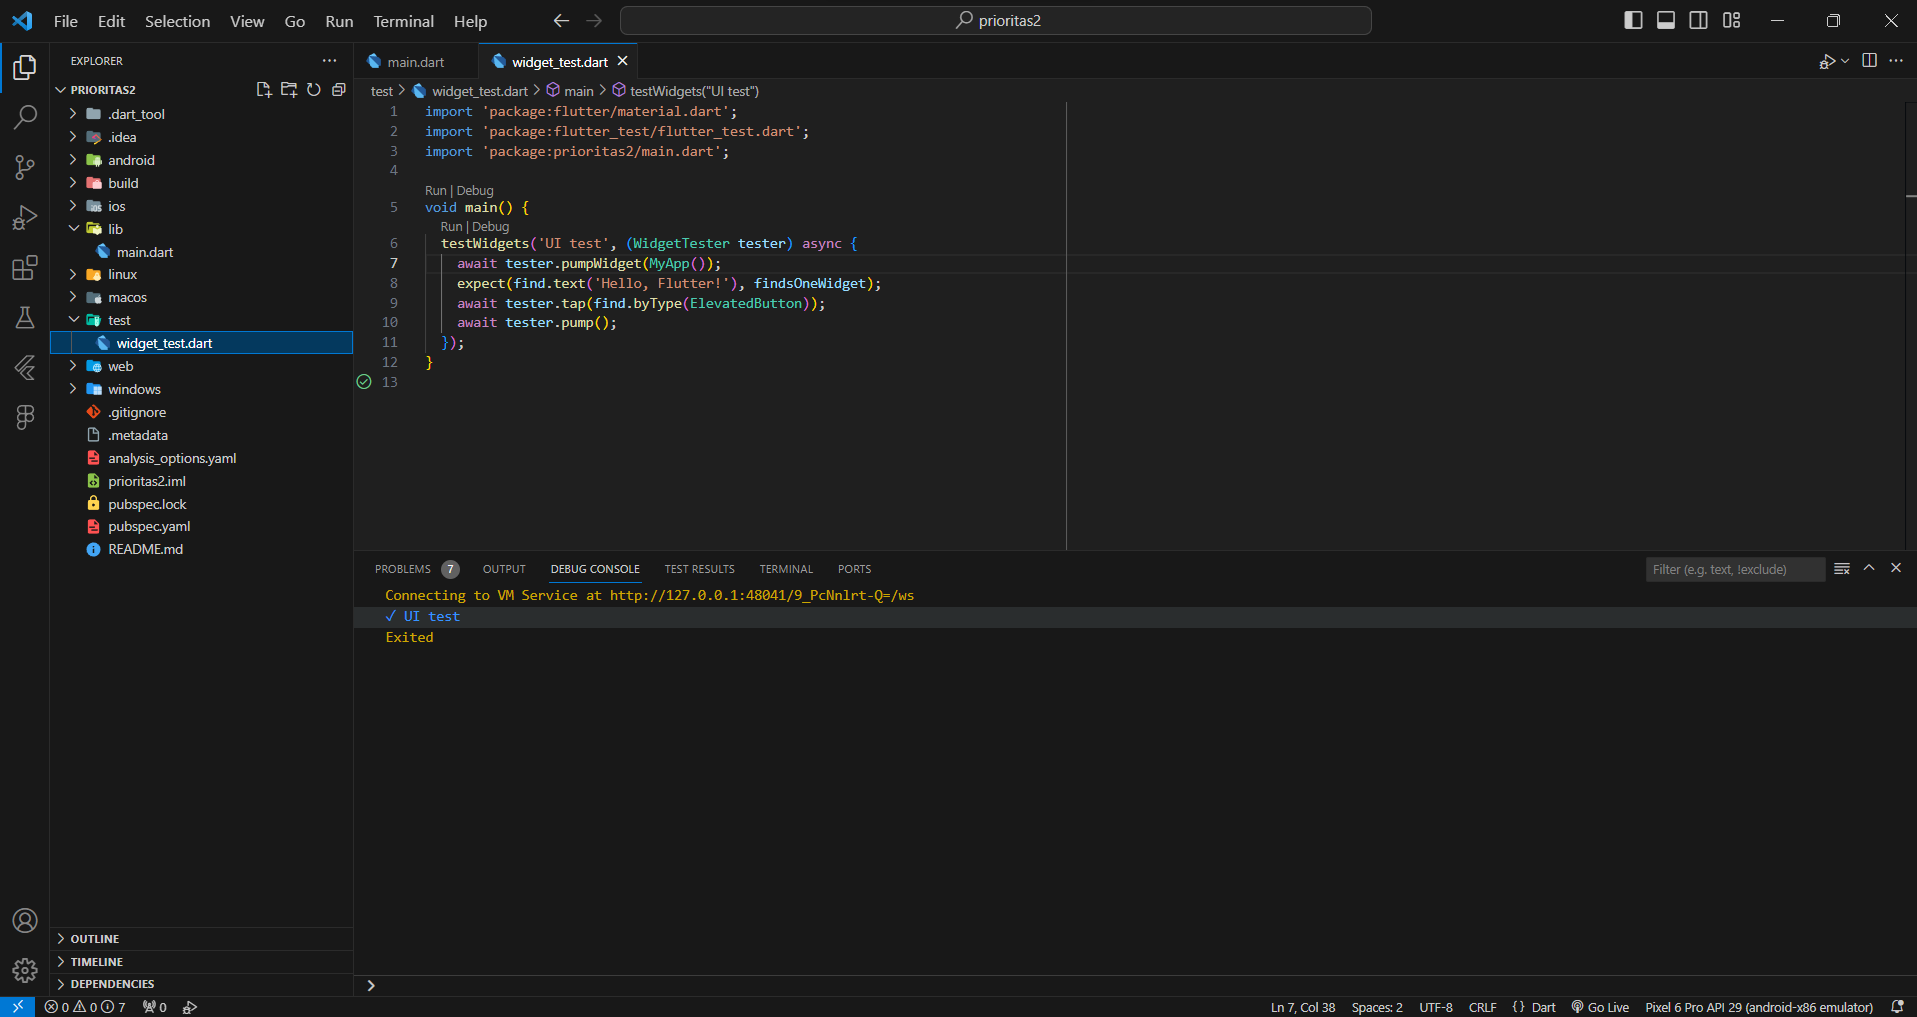 File Edit Selection View Go Run Terminal Help
prioritas2
EXPLORER
PRIORITAS2
.dart_tool
.idea
android
build
ios
lib
main.dart
linux
macos
test
widget_test.dart
web
windows
.gitignore
.metadata
analysis_options.yaml
prioritas2.iml
pubspec.lock
pubspec.yaml
README.md
OUTLINE
TIMELINE
DEPENDENCIES
main.dart
widget_test.dart
test > widget_test.dart > main > testWidgets("UI test")
1 import 'package:flutter/material.dart';
2 import 'package:flutter_test/flutter_test.dart';
3 import 'package:prioritas2/main.dart';
4
Run | Debug
5 void main() {
Run | Debug
6 testWidgets('UI test', (WidgetTester tester) async {
7 await tester.pumpWidget(MyApp());
8 expect(find.text('Hello, Flutter!'), findsOneWidget);
9 await tester.tap(find.byType(ElevatedButton));
10 await tester.pump();
11 });
12 }
13
PROBLEMS 7 OUTPUT DEBUG CONSOLE TEST RESULTS TERMINAL PORTS
Filter (e.g. text, !exclude)
Connecting to VM Service at http://127.0.0.1:48041/9_PcNnlrt-Q=/ws
✓ UI test
Exited
0 0 7 0
Ln 7, Col 38 Spaces: 2 UTF-8 CRLF {} Dart Go Live Pixel 6 Pro API 29 (android-x86 emulator)